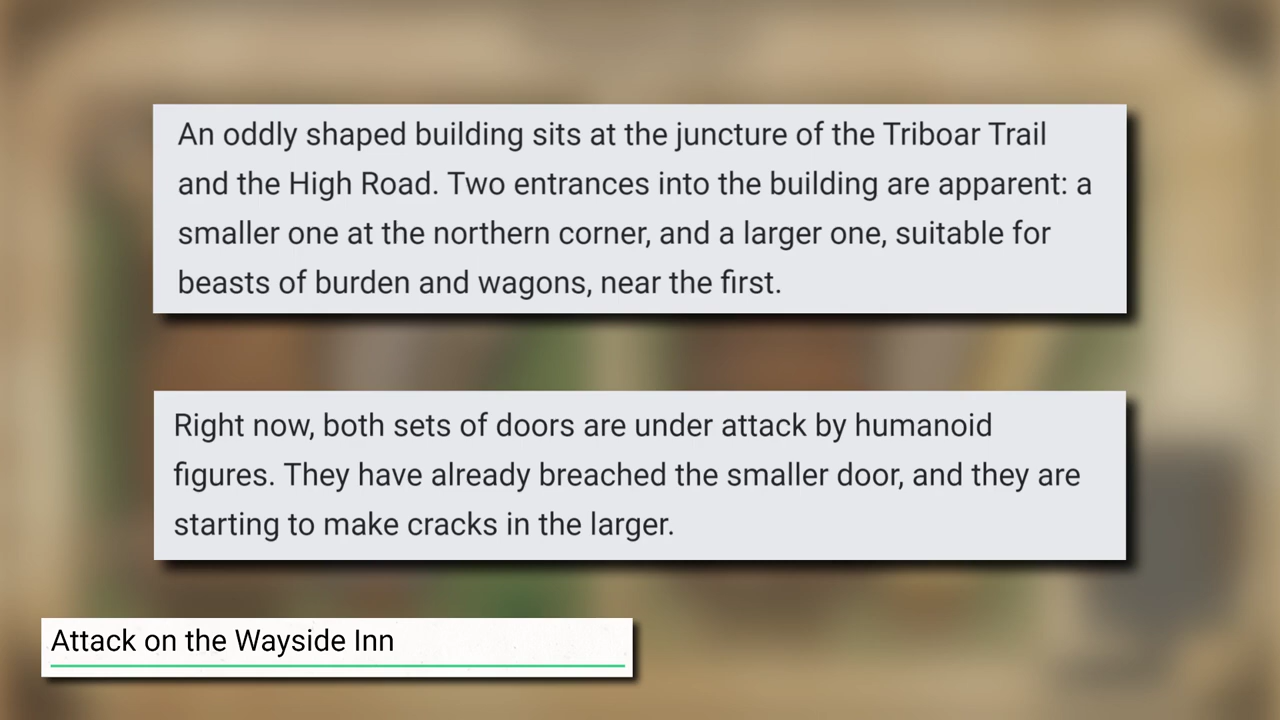 An oddly shaped building sits at the juncture of the Triboar Trail
and the High Road. Two entrances into the building are apparent: a
smaller one at the northern corner, and a larger one, suitable for
beasts of burden and wagons, near the first.
Right now, both sets of doors are under attack by humanoid
figures. They have already breached the smaller door, and they are
starting to make cracks in the larger.
Attack on the Wayside Inn